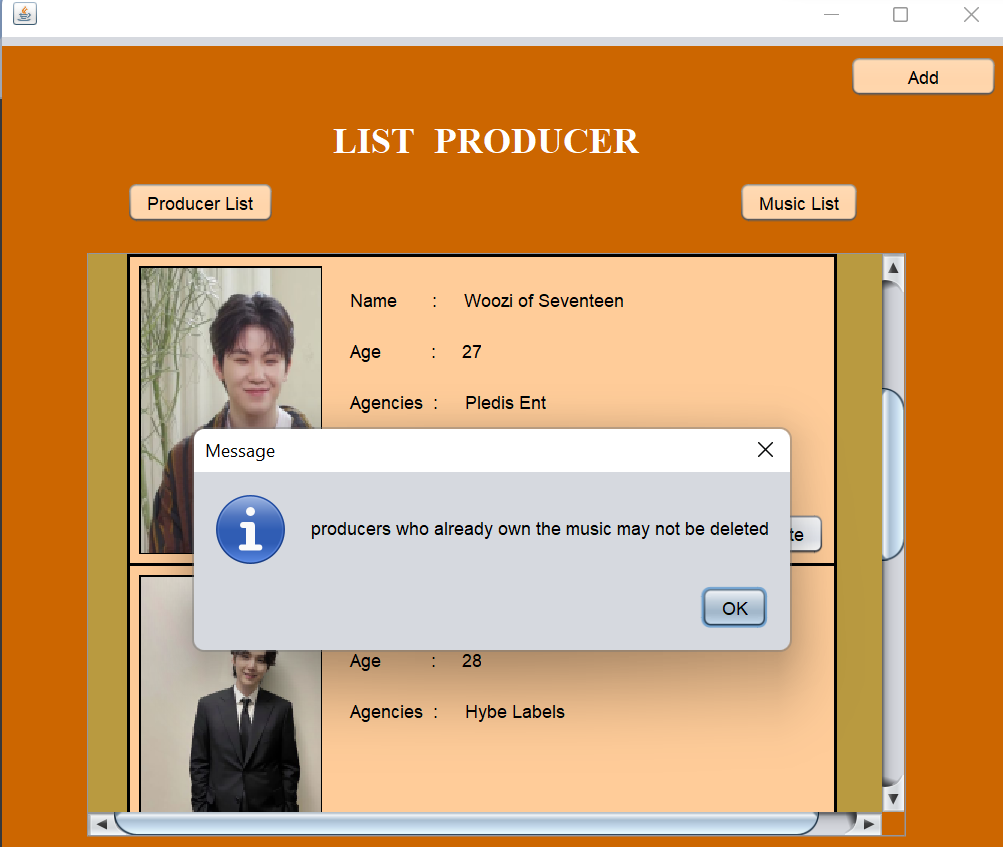 Add
LIST PRODUCER
Producer List
Music List
Name : Woozi of Seventeen
Age : 27
Agencies : Pledis Ent
Message
producers who already own the music may not be deleted
te
OK
Age : 28
Agencies : Hybe Labels